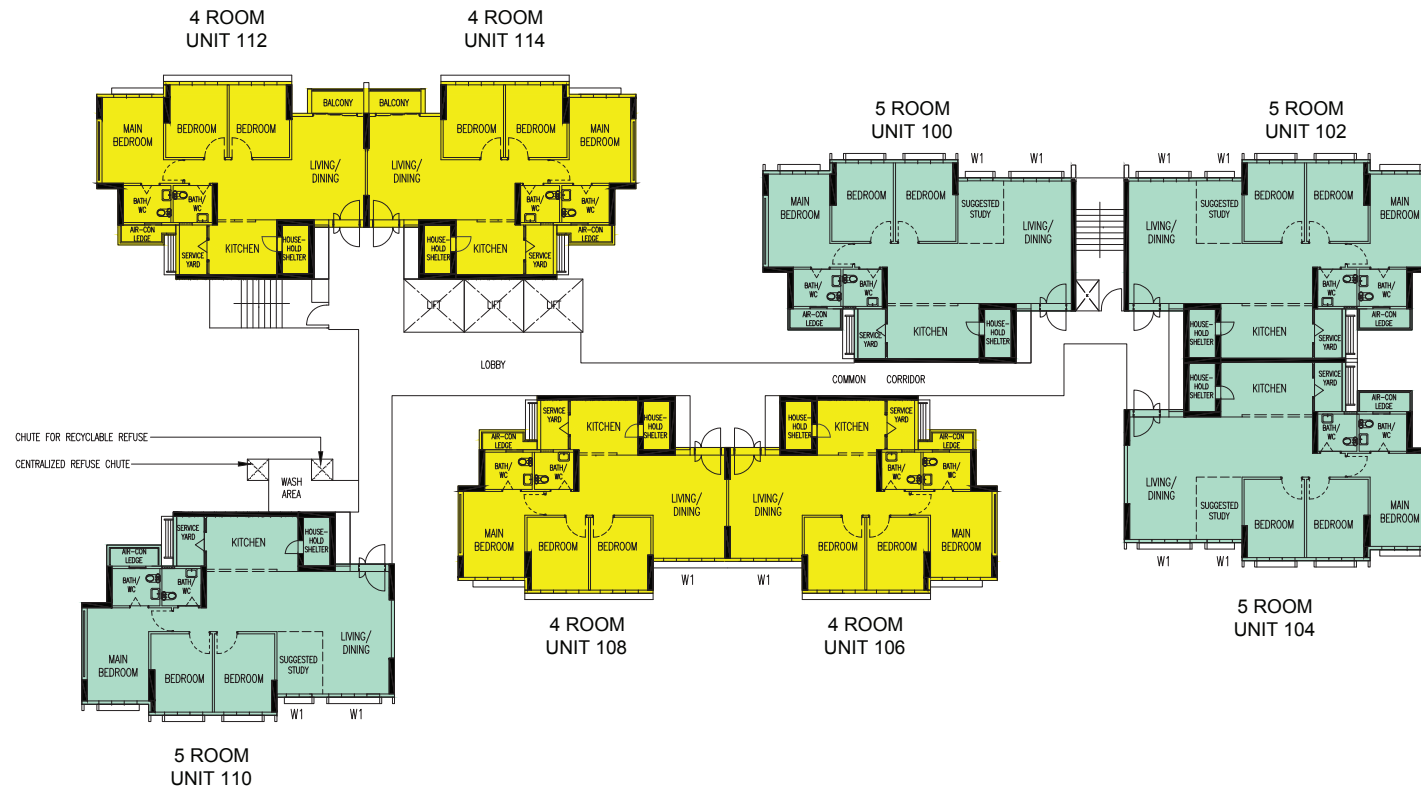 4 ROOM
UNIT 112
4 ROOM
UNIT 114
MAIN
BEDROOM
BEDROOM
BEDROOM
BALCONY
BALCONY
BEDROOM
BEDROOM
MAIN
BEDROOM
LIVING/
DINING
LIVING/
DINING
BATH/
WC
BATH/
WC
BATH/
WC
BATH/
WC
AIR-CON
LEDGE
AIR-CON
LEDGE
SERVICE
YARD
KITCHEN
HOUSE-
HOLD
SHELTER
HOUSE-
HOLD
SHELTER
KITCHEN
SERVICE
YARD
LIFT
LIFT
LIFT
LOBBY
5 ROOM
UNIT 100
5 ROOM
UNIT 102
W1
W1
W1
W1
MAIN
BEDROOM
BEDROOM
BEDROOM
SUGGESTED
STUDY
LIVING/
DINING
LIVING/
DINING
SUGGESTED
STUDY
BEDROOM
BEDROOM
MAIN
BEDROOM
BATH/
WC
BATH/
WC
BATH/
WC
BATH/
WC
AIR-CON
LEDGE
AIR-CON
LEDGE
SERVICE
YARD
KITCHEN
HOUSE-
HOLD
SHELTER
HOUSE-
HOLD
SHELTER
KITCHEN
SERVICE
YARD
COMMON CORRIDOR
HOUSE-
HOLD
SHELTER
KITCHEN
SERVICE
YARD
AIR-CON
LEDGE
BATH/
WC
BATH/
WC
LIVING/
DINING
SUGGESTED
STUDY
BEDROOM
BEDROOM
MAIN
BEDROOM
W1
W1
5 ROOM
UNIT 104
SERVICE
YARD
KITCHEN
HOUSE-
HOLD
SHELTER
HOUSE-
HOLD
SHELTER
KITCHEN
SERVICE
YARD
AIR-CON
LEDGE
AIR-CON
LEDGE
BATH/
WC
BATH/
WC
BATH/
WC
BATH/
WC
LIVING/
DINING
LIVING/
DINING
MAIN
BEDROOM
BEDROOM
BEDROOM
BEDROOM
BEDROOM
MAIN
BEDROOM
W1
W1
4 ROOM
UNIT 108
4 ROOM
UNIT 106
CHUTE FOR RECYCLABLE REFUSE
CENTRALIZED REFUSE CHUTE
WASH
AREA
SERVICE
YARD
KITCHEN
HOUSE-
HOLD
SHELTER
AIR-CON
LEDGE
BATH/
WC
BATH/
WC
LIVING/
DINING
MAIN
BEDROOM
BEDROOM
BEDROOM
SUGGESTED
STUDY
W1
W1
5 ROOM
UNIT 110